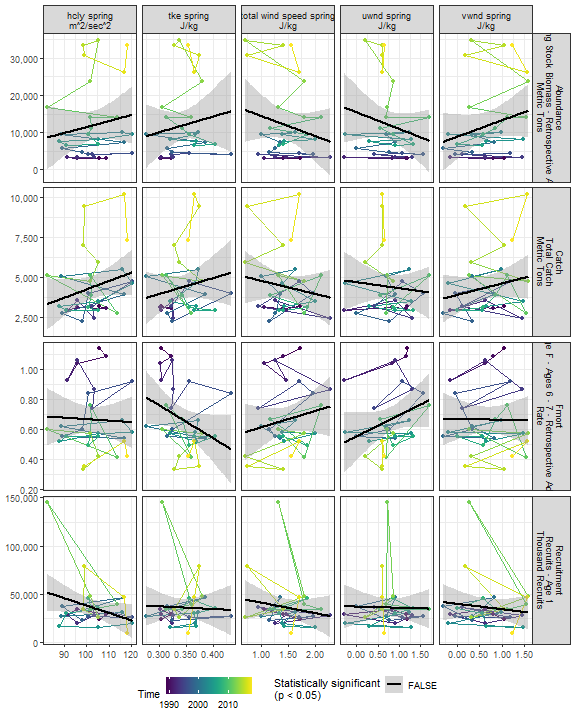 hcly spring
m^2/sec^2
tke spring
J/kg
total wind speed spring
J/kg
uwnd spring
J/kg
vwnd spring
J/kg
30,000
20,000
10,000
0
Abundance
Stock Biomass - Retrospective
Metric Tons
10,000
7,500
5,000
2,500
Catch
Total Catch
Metric Tons
1.00
0.80
0.60
0.40
0.20
Fmort
F - Ages 6 - 7 - Retrospective
Rate
150,000
100,000
50,000
0
Recruitment
Recruits - Age 1
Thousand Recruits
90 100 110 120
0.300 0.350 0.400
1.00 1.50 2.00
0.00 0.50 1.00 1.50
0.00 0.50 1.00 1.50
Time
1990 2000 2010
Statistically significant
(p < 0.05)
FALSE